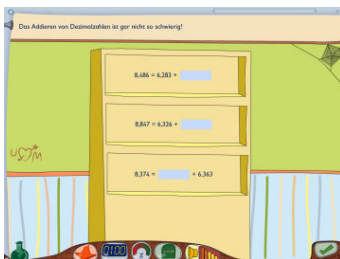 Das Addieren von Dezimalzahlen ist gar nicht so schwierig!
8,486 = 6,283 +
8,847 = 6,326 +
8,374 = + 6,363